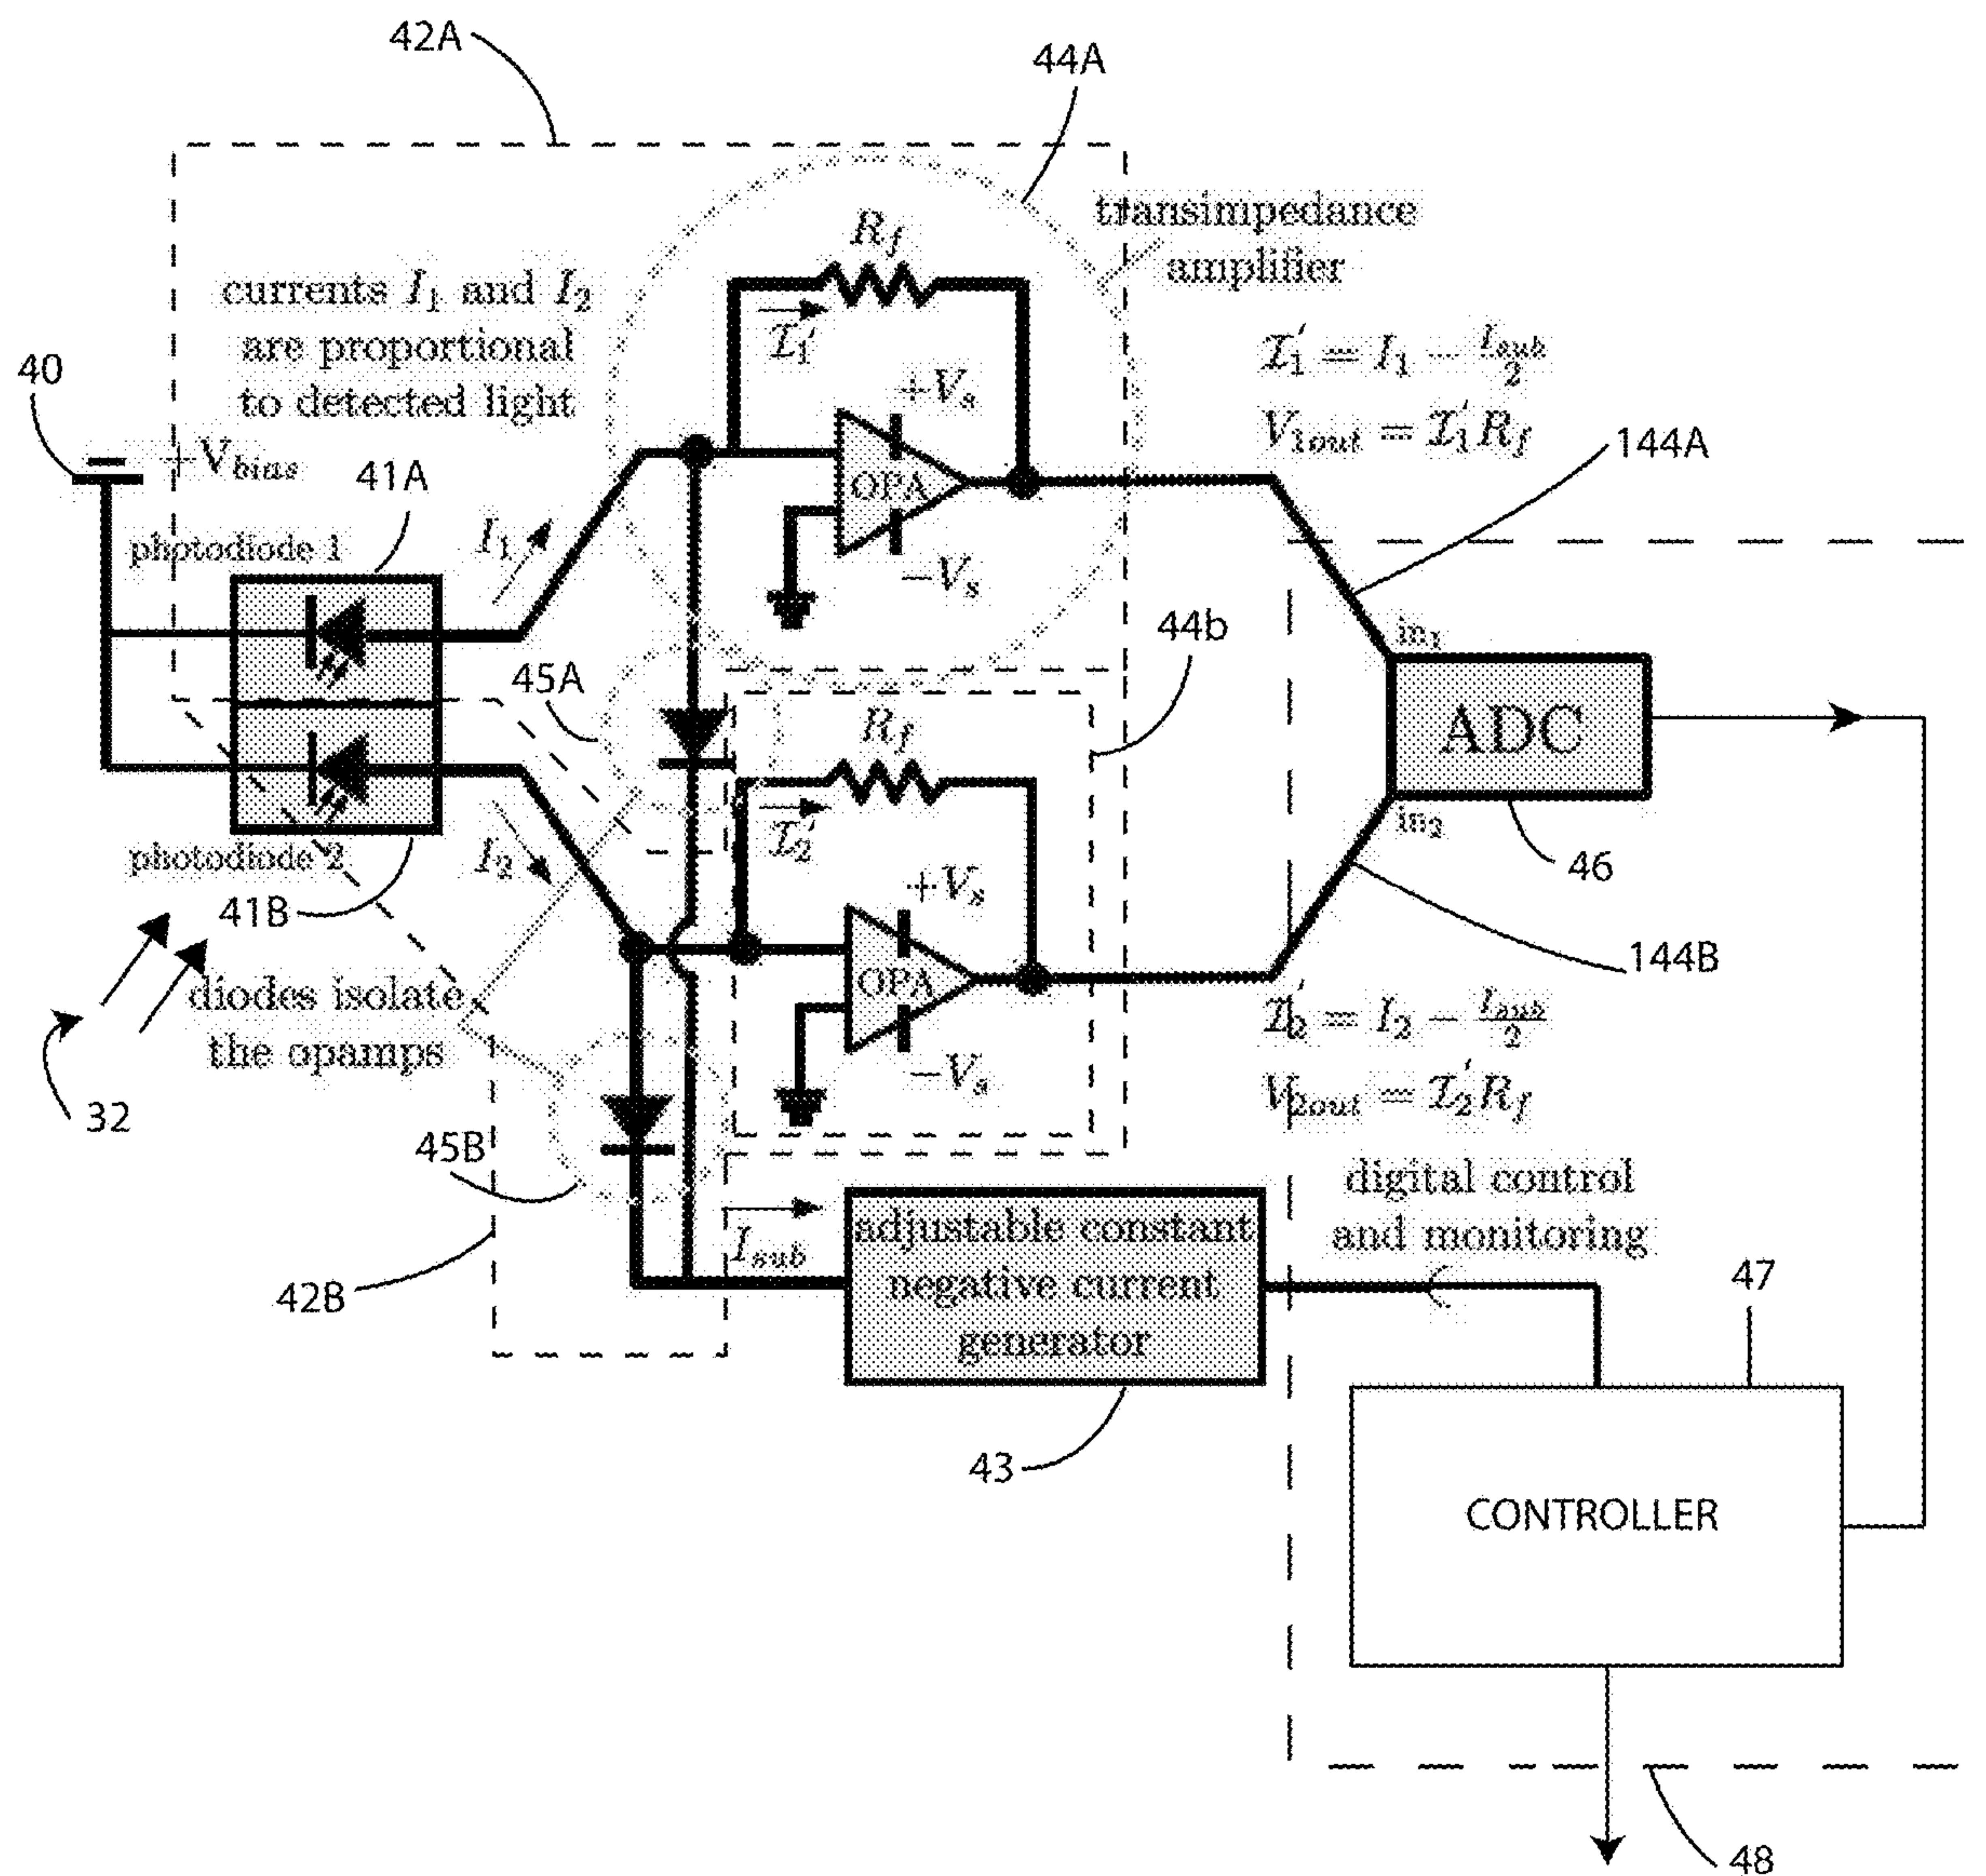 42A
44A
transimpedance
amplifier
R_f
currents I_1 and I_2
are proportional
to detected light
I_1'
I_1' = I_1 − I_sub/2
V_1out = I_1' R_f
40
+V_bias
+V_s
OPA
−V_s
144A
41A
photodiode 1
I_1
44b
in_1
ADC
in_2
46
45A
R_f
I_2'
photodiode 2
I_2
41B
+V_s
OPA
−V_s
144B
diodes isolate
the opamps
32
I_2' = I_2 − I_sub/2
V_2out = I_2' R_f
45B
42B
I_sub
adjustable constant
negative current
generator
43
digital control
and monitoring
47
CONTROLLER
48